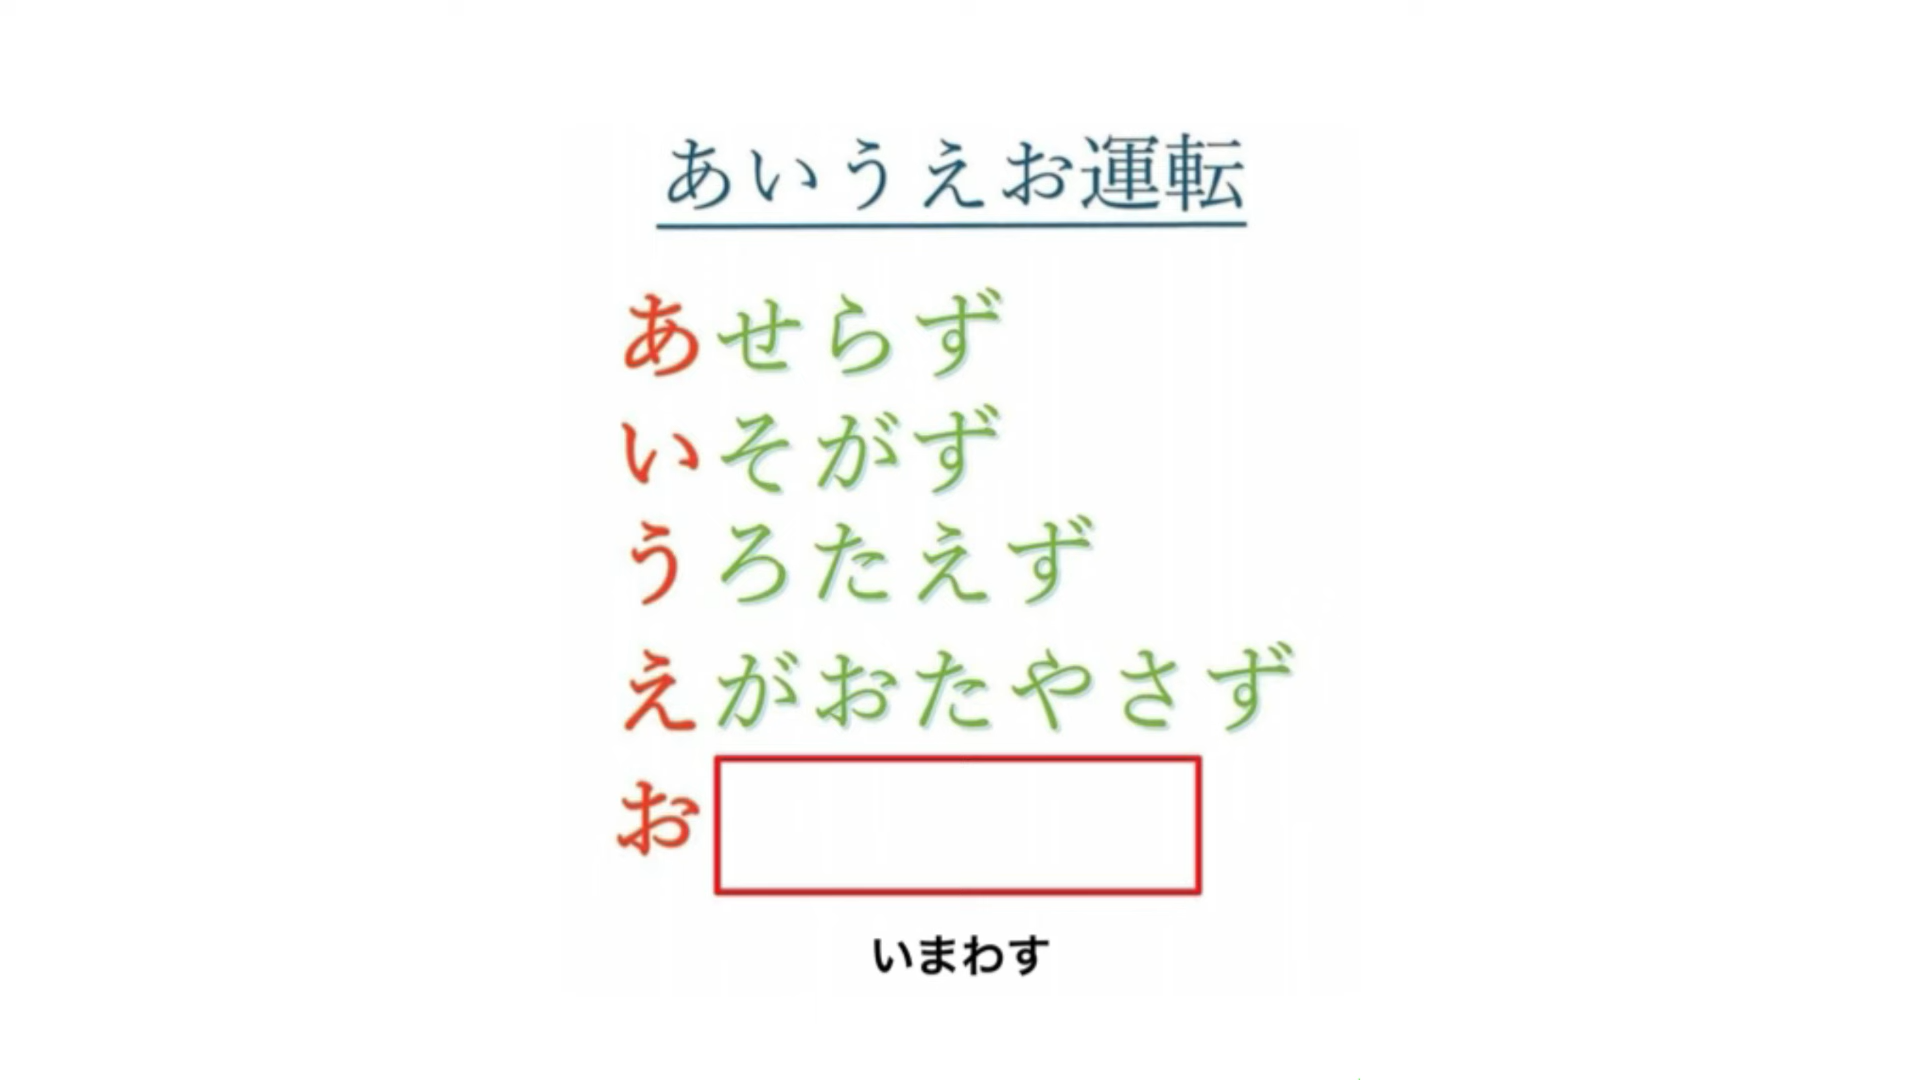 あいうえお運転
あせらず
いそがず
うろたえず
えがおたやさず
お
いまわす